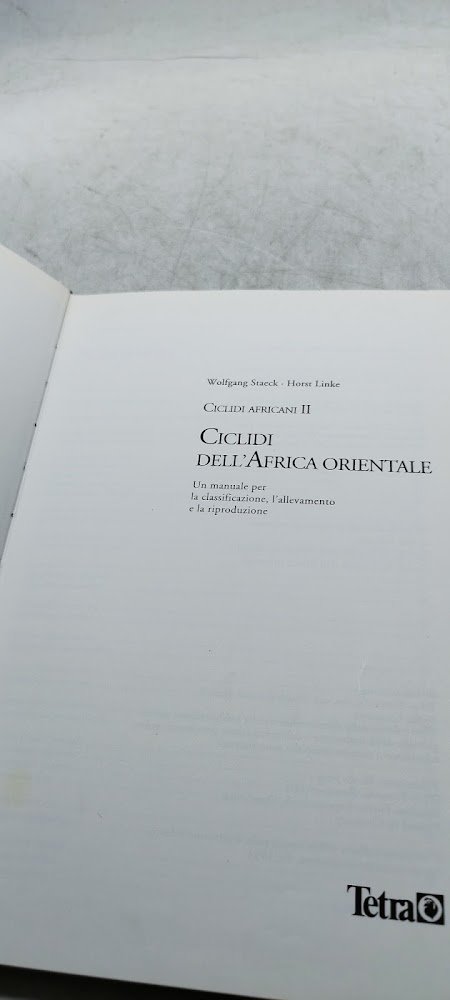 Wolfgang Staeck · Horst Linke
CICLIDI AFRICANI II
CICLIDI
DELL'AFRICA ORIENTALE
Un manuale per
la classificazione, l'allevamento
e la riproduzione
Tetra